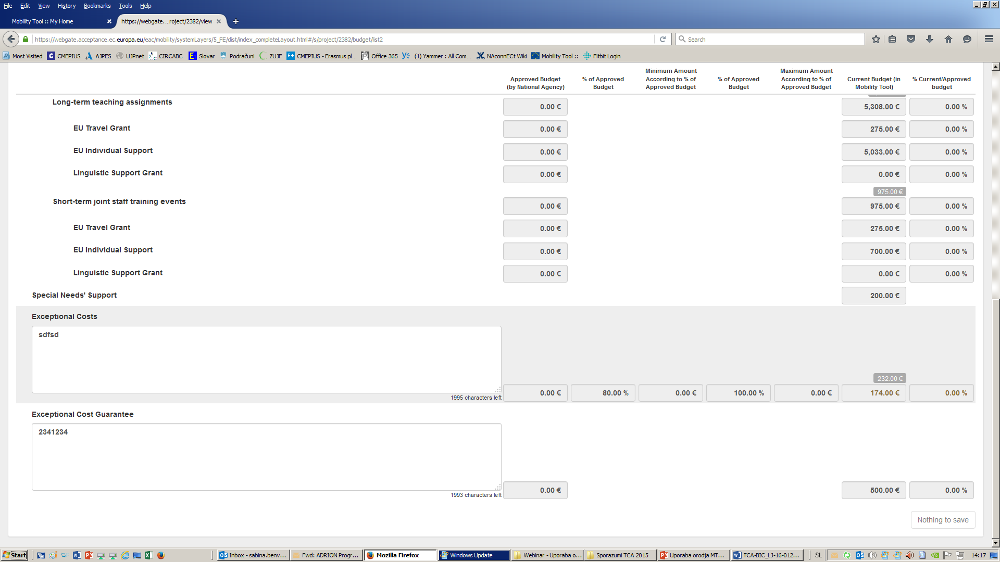 File Edit View History Bookmarks Tools Help
Mobility Tool :: My Home
https://webgate....roject/2382/view
https://webgate.acceptance.ec.europa.eu/eac/mobility/systemLayers/5_FE/dist/index_completeLayout.html#/s/project/2382/budget/list2
Search
Most Visited CMEPIUS AJPES UJPnet CIRCABC Slovar Podračuni ZUJF CMEPIUS - Erasmus pl... Office 365 (1) Yammer : All Com... NAconnECt Wiki Mobility Tool :: Fitbit Login
Approved Budget (by National Agency)
% of Approved Budget
Minimum Amount According to % of Approved Budget
% of Approved Budget
Maximum Amount According to % of Approved Budget
Current Budget (in Mobility Tool)
% Current/Approved budget
Long-term teaching assignments 0.00 € 5,308.00 € 0.00 %
EU Travel Grant 0.00 € 275.00 € 0.00 %
EU Individual Support 0.00 € 5,033.00 € 0.00 %
Linguistic Support Grant 0.00 € 0.00 € 0.00 %
975.00 €
Short-term joint staff training events 0.00 € 975.00 € 0.00 %
EU Travel Grant 0.00 € 275.00 € 0.00 %
EU Individual Support 0.00 € 700.00 € 0.00 %
Linguistic Support Grant 0.00 € 0.00 € 0.00 %
Special Needs' Support 200.00 €
Exceptional Costs
sdfsd
232.00 €
0.00 € 80.00 % 0.00 € 100.00 % 0.00 € 174.00 € 0.00 %
1995 characters left
Exceptional Cost Guarantee
2341234
0.00 € 500.00 € 0.00 %
1993 characters left
Nothing to save
Start Inbox - sabina.benv... Fwd: ADRION Progr... Mozilla Firefox Windows Update Webinar - Uporaba o... Sporazumi TCA 2015 Uporaba orodja MT... TCA-BIC_LJ-16-012... SL 14:17